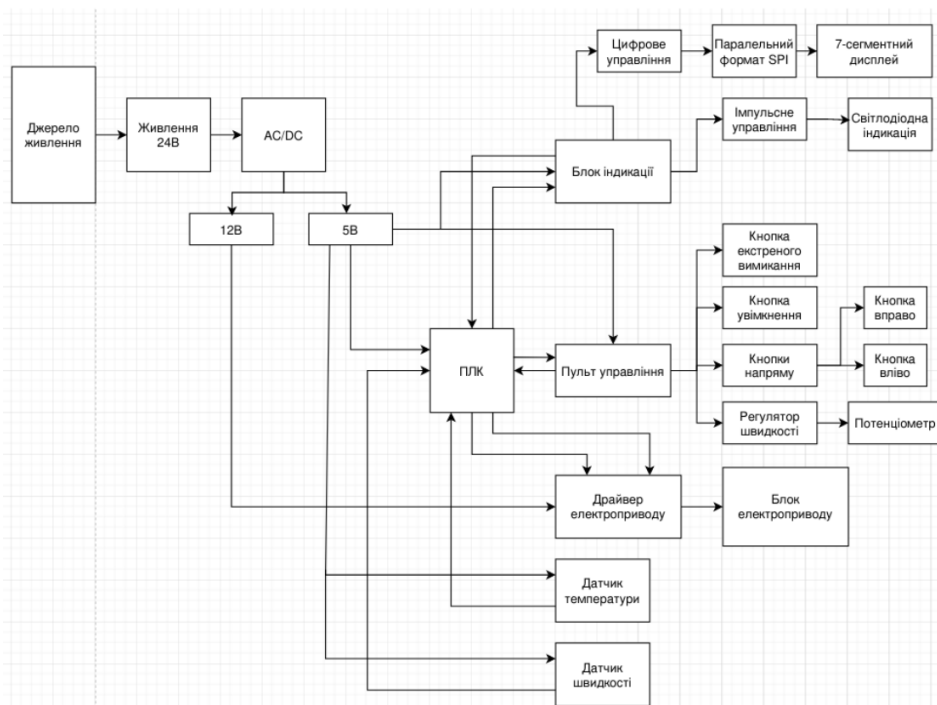 Цифрове
управління
Паралельний
формат SPI
7-сегментний
дисплей
Джерело
живлення
Живлення
24В
AC/DC
Імпульсне
управління
Світлодіодна
індикація
Блок індикації
12В
5В
Кнопка
екстреного
вимикання
Кнопка
увімкнення
Кнопка
вправо
ПЛК
Пульт управління
Кнопки
напряму
Кнопка
вліво
Регулятор
швидкості
Потенціометр
Драйвер
електроприводу
Блок
електроприводу
Датчик
температури
Датчик
швидкості